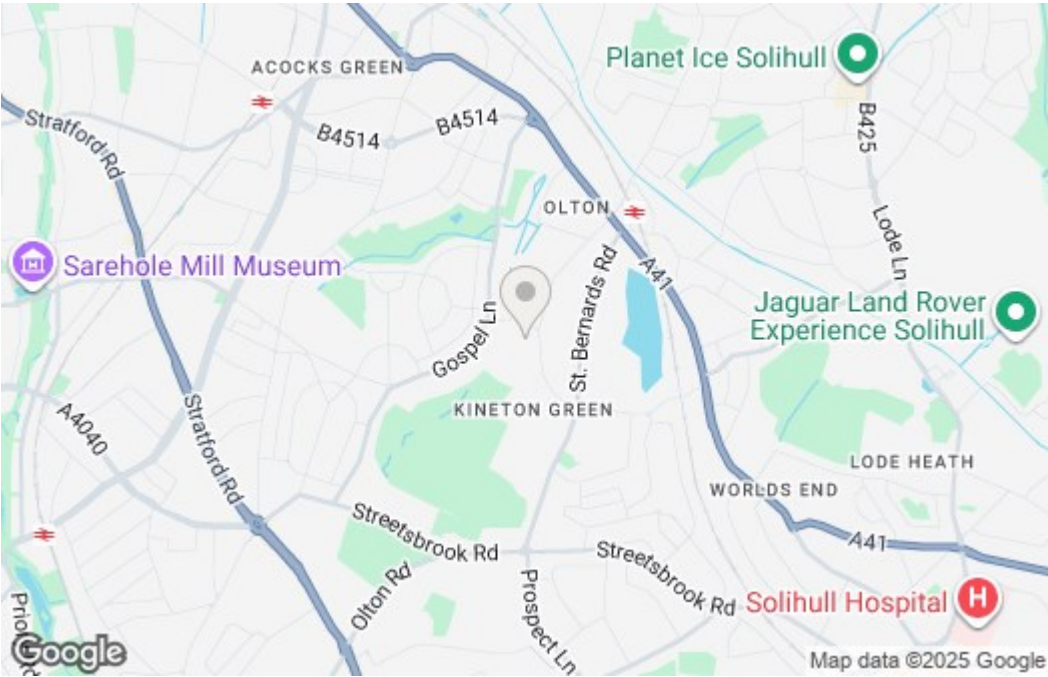 Planet Ice Solihull
ACOCKS GREEN
B4514
B4514
B425
Stratford Rd
OLTON
Lode Ln
Sarehole Mill Museum
A41
St. Bernards Rd
Jaguar Land Rover
Experience Solihull
Gospel Ln
KINETON GREEN
A4040
Stratford Rd
LODE HEATH
WORLDS END
Streetsbrook Rd
A41
Streetsbrook Rd
Olton Rd
Prospect Ln
Solihull Hospital
H
Google
Map data ©2025 Google